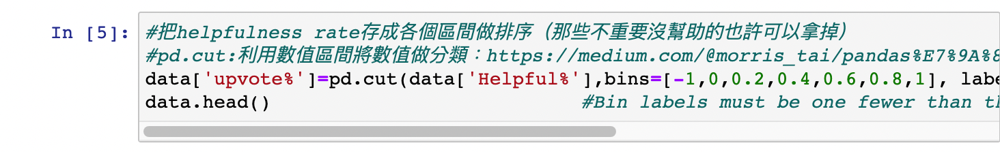 In [5]: #把helpfulness rate存成各個區間做排序（那些不重要沒幫助的也許可以拿掉）
#pd.cut:利用數值區間將數值做分類：https://medium.com/@morris_tai/pandas%E7%9A%8
data['upvote%']=pd.cut(data['Helpful%'],bins=[-1,0,0.2,0.4,0.6,0.8,1], labe
data.head() #Bin labels must be one fewer than th